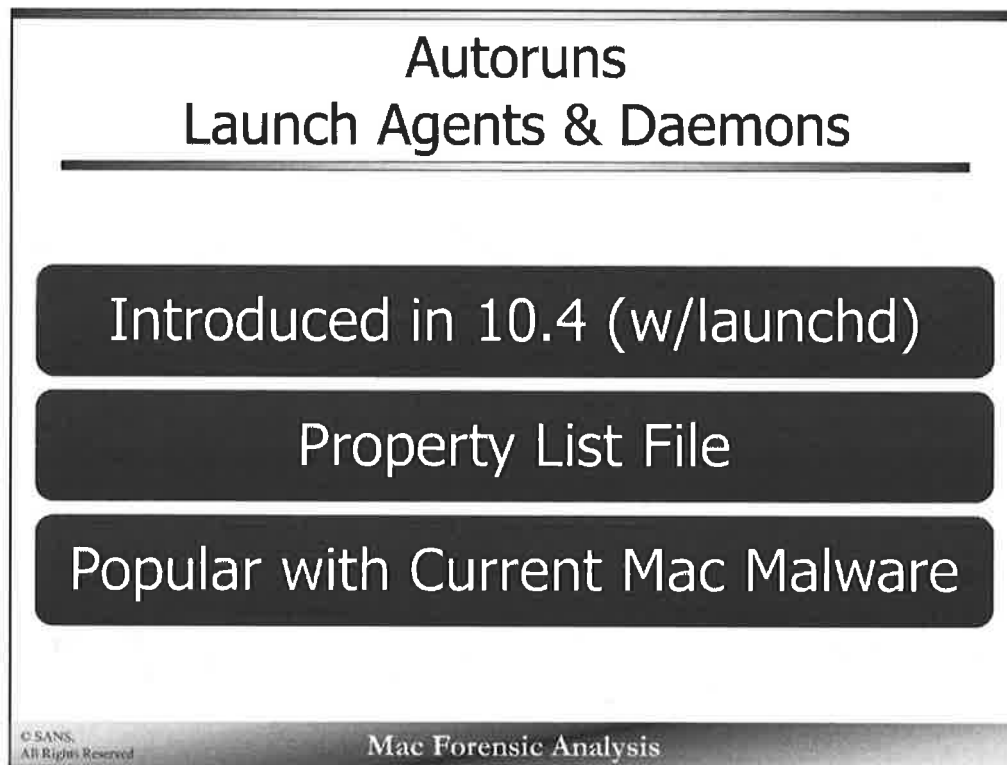 Autoruns
Launch Agents & Daemons
Introduced in 10.4 (w/launchd)
Property List File
Popular with Current Mac Malware
© SANS,
All Rights Reserved
Mac Forensic Analysis